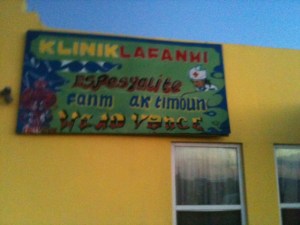 KLINIK LAFANMI
Espesyalite
fanm ak timoun